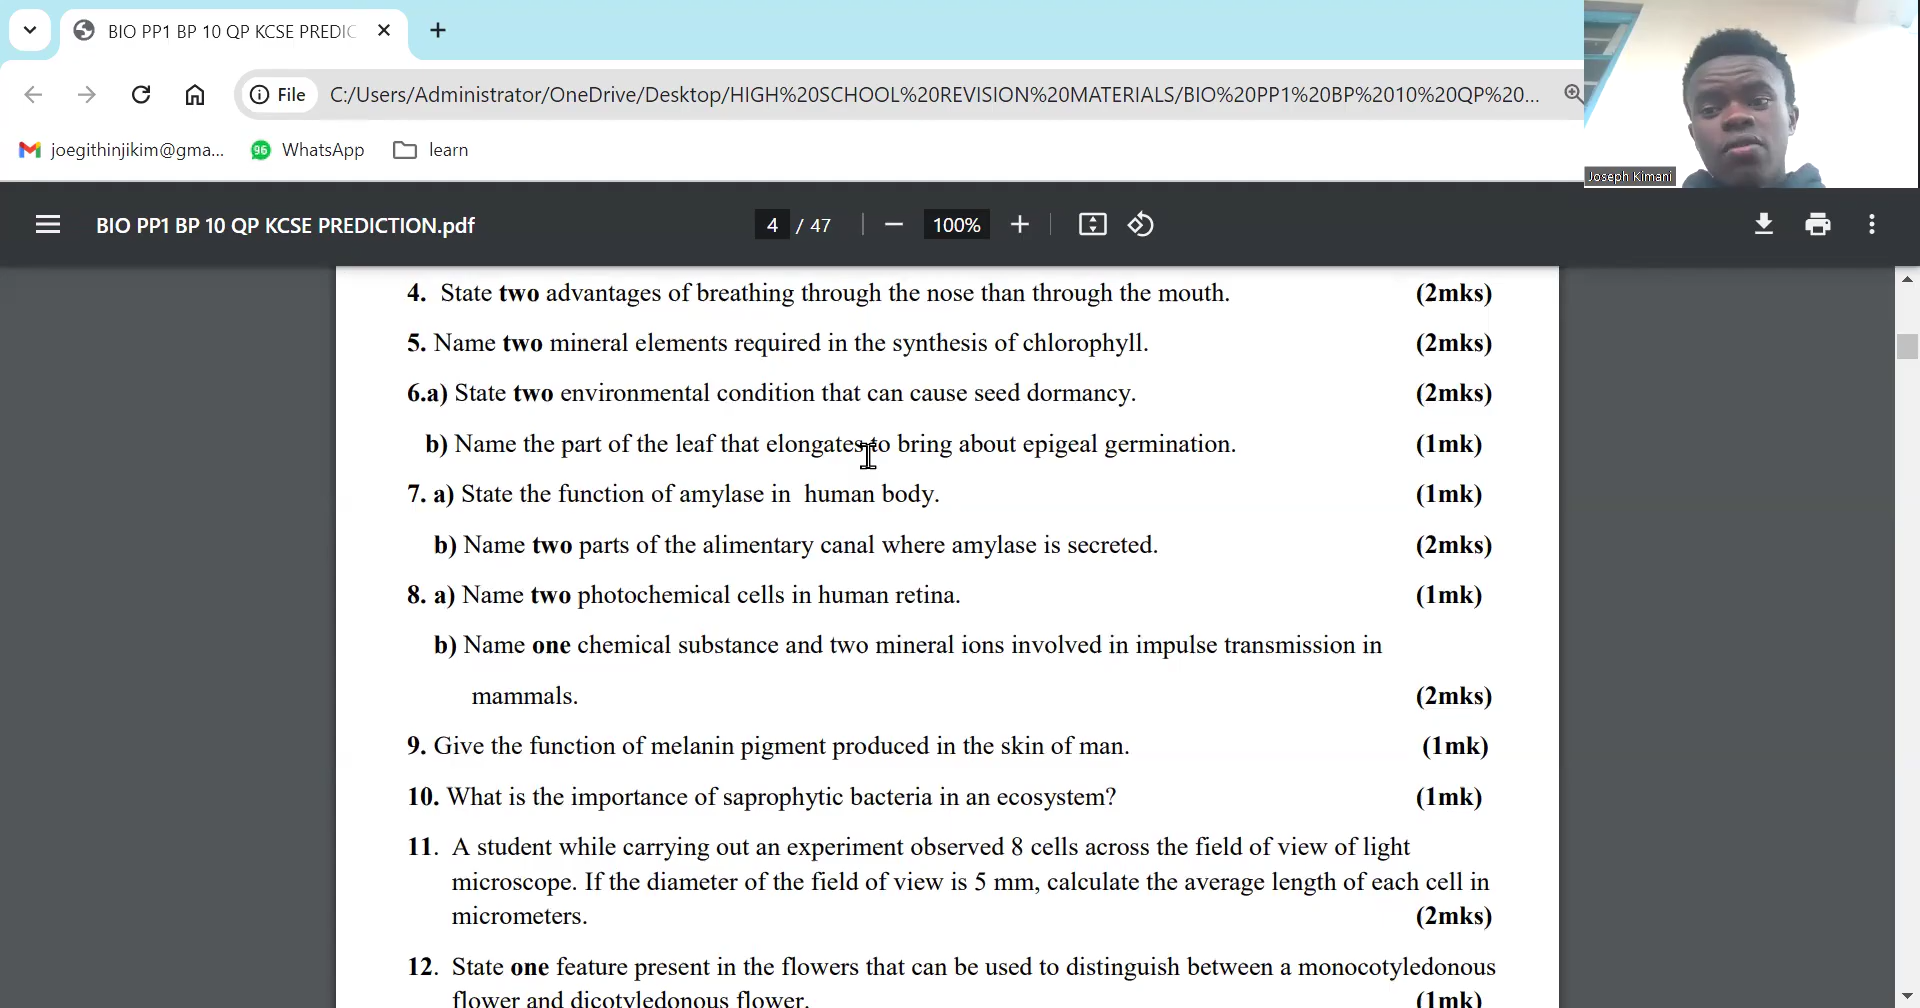 BIO PP1 BP 10 QP KCSE PREDIC
File C:/Users/Administrator/OneDrive/Desktop/HIGH%20SCHOOL%20REVISION%20MATERIALS/BIO%20PP1%20BP%2010%20QP%20...
joegithinjikim@gma... 96 WhatsApp learn
Joseph Kimani
BIO PP1 BP 10 QP KCSE PREDICTION.pdf 4 / 47 100%
4. State two advantages of breathing through the nose than through the mouth. (2mks)
5. Name two mineral elements required in the synthesis of chlorophyll. (2mks)
6.a) State two environmental condition that can cause seed dormancy. (2mks)
b) Name the part of the leaf that elongates to bring about epigeal germination. (1mk)
7. a) State the function of amylase in human body. (1mk)
b) Name two parts of the alimentary canal where amylase is secreted. (2mks)
8. a) Name two photochemical cells in human retina. (1mk)
b) Name one chemical substance and two mineral ions involved in impulse transmission in
mammals. (2mks)
9. Give the function of melanin pigment produced in the skin of man. (1mk)
10. What is the importance of saprophytic bacteria in an ecosystem? (1mk)
11. A student while carrying out an experiment observed 8 cells across the field of view of light
microscope. If the diameter of the field of view is 5 mm, calculate the average length of each cell in
micrometers. (2mks)
12. State one feature present in the flowers that can be used to distinguish between a monocotyledonous
flower and dicotyledonous flower. (1mk)